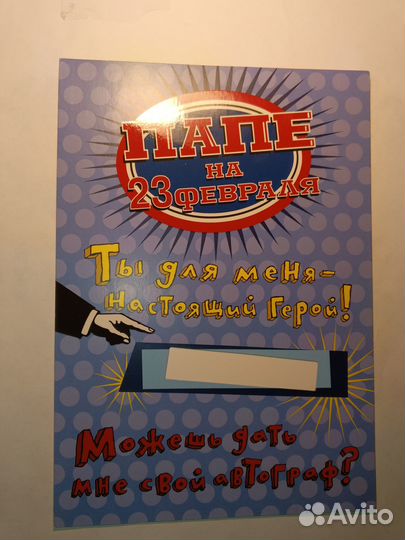 ПАПЕ
НА
23 ФЕВРАЛЯ
Ты для меня-
настоящий Герой!
Можешь дать
мне свой автограф?
Avito